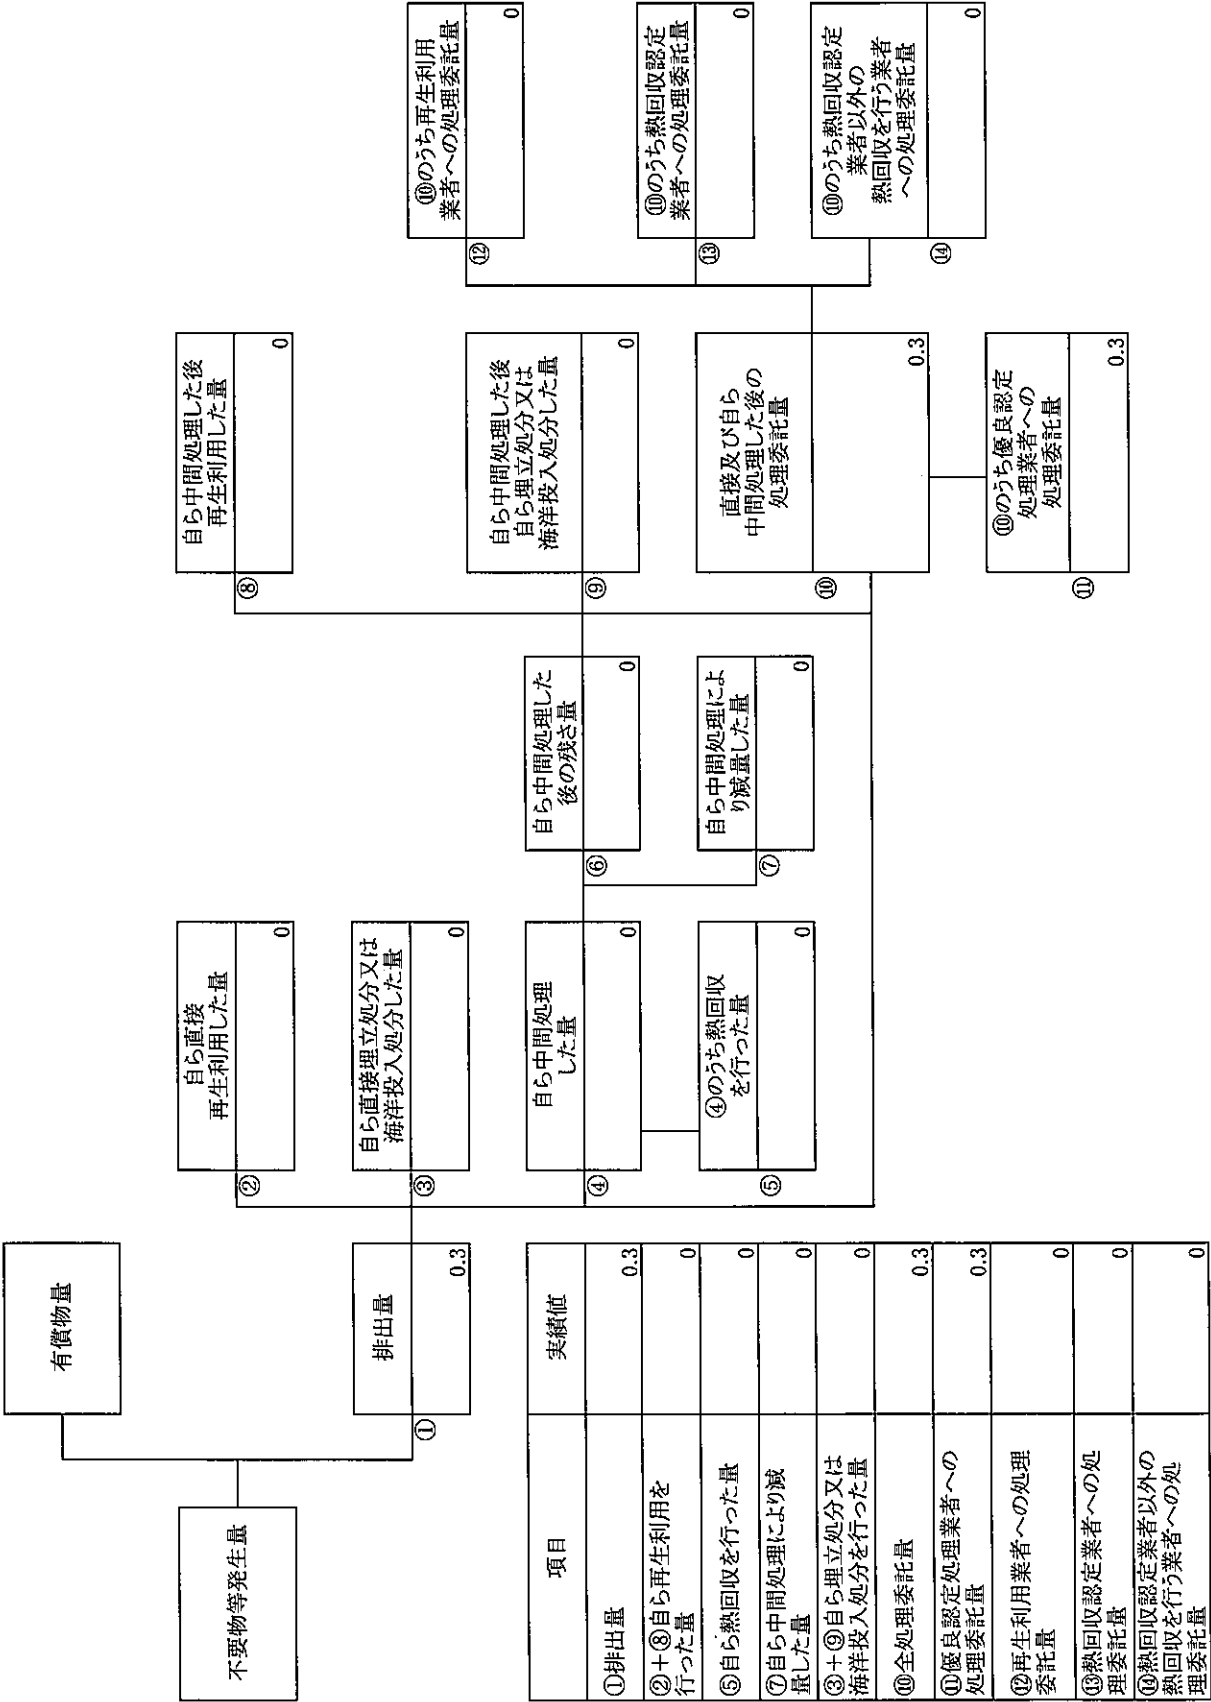 不要物等発生量
有償物量
①
排出量
0.3
②
自ら直接
再生利用した量
0
③
自ら直接埋立処分又は
海洋投入処分した量
0
④
自ら中間処理
した量
0
⑤
④のうち熱回収
を行った量
0
⑥
自ら中間処理した
後の残さ量
0
⑦
自ら中間処理によ
り減量した量
0
⑧
自ら中間処理した後
再生利用した量
0
⑨
自ら中間処理した後
自ら埋立処分又は
海洋投入処分した量
0
⑩
直接及び自ら
中間処理した後の
処理委託量
0.3
⑪
⑩のうち優良認定
処理業者への
処理委託量
0.3
⑫
⑩のうち再生利用
業者への処理委託量
0
⑬
⑩のうち熱回収認定
業者への処理委託量
0
⑭
⑩のうち熱回収認定
業者以外の
熱回収を行う業者
への処理委託量
0
項目 実績値
①排出量 0.3
②+⑧自ら再生利用を
行った量 0
⑤自ら熱回収を行った量 0
⑦自ら中間処理により減
量した量 0
③+⑨自ら埋立処分又は
海洋投入処分を行った量 0
⑩全処理委託量 0.3
⑪優良認定処理業者への
処理委託量 0.3
⑫再生利用業者への処理
委託量 0
⑬熱回収認定業者への処
理委託量 0
⑭熱回収認定業者以外の
熱回収を行う業者への処
理委託量 0